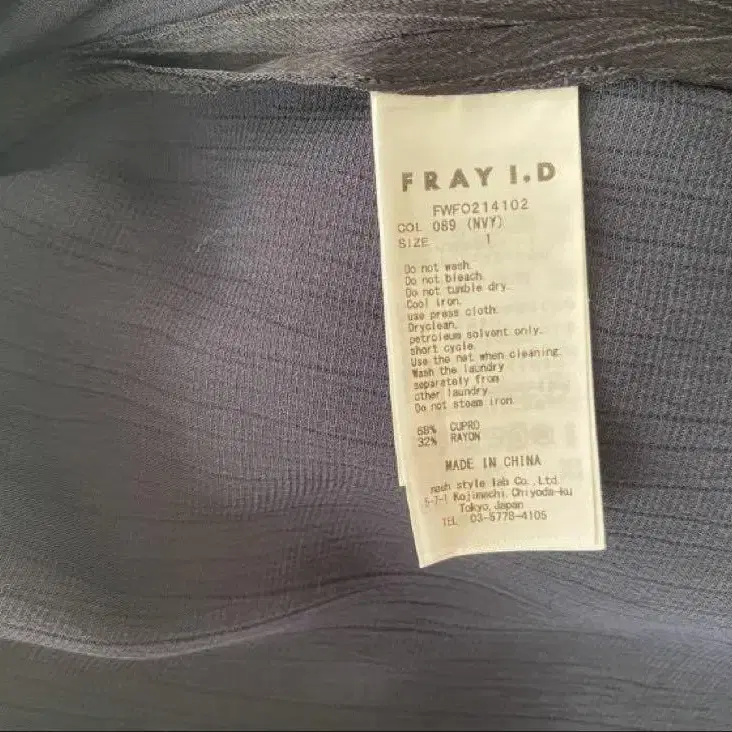 FRAY I.D
FWFO214102
COL 089 (NVY)
SIZE 1
Do not wash.
Do not bleach.
Do not tumble dry.
Cool iron.
use press cloth.
Dryclean.
petroleum solvent only.
short cycle.
Use the net when cleaning.
Wash the laundry
separately from
other laundry.
Do not steam iron.
68% CUPRO
32% RAYON
MADE IN CHINA
mash style lab Co., Ltd.
5-7-1 Kojimachi, Chiyoda-ku
Tokyo, Japan
TEL 03-5778-4105